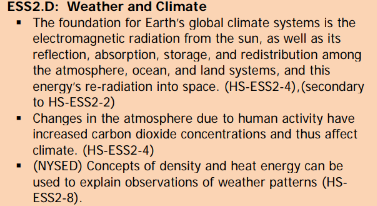 ESS2.D: Weather and Climate
▪ The foundation for Earth's global climate systems is the
electromagnetic radiation from the sun, as well as its
reflection, absorption, storage, and redistribution among
the atmosphere, ocean, and land systems, and this
energy's re-radiation into space. (HS-ESS2-4),(secondary
to HS-ESS2-2)
▪ Changes in the atmosphere due to human activity have
increased carbon dioxide concentrations and thus affect
climate. (HS-ESS2-4)
▪ (NYSED) Concepts of density and heat energy can be
used to explain observations of weather patterns (HS-
ESS2-8).